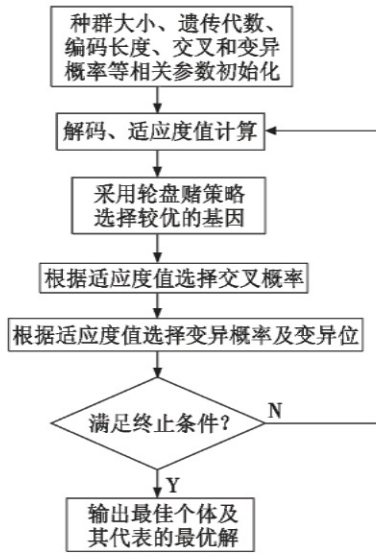 种群大小、遗传代数、
编码长度、交叉和变异
概率等相关参数初始化
解码、适应度值计算
采用轮盘赌策略
选择较优的基因
根据适应度值选择交叉概率
根据适应度值选择变异概率及变异位
满足终止条件?
N
Y
输出最佳个体及
其代表的最优解